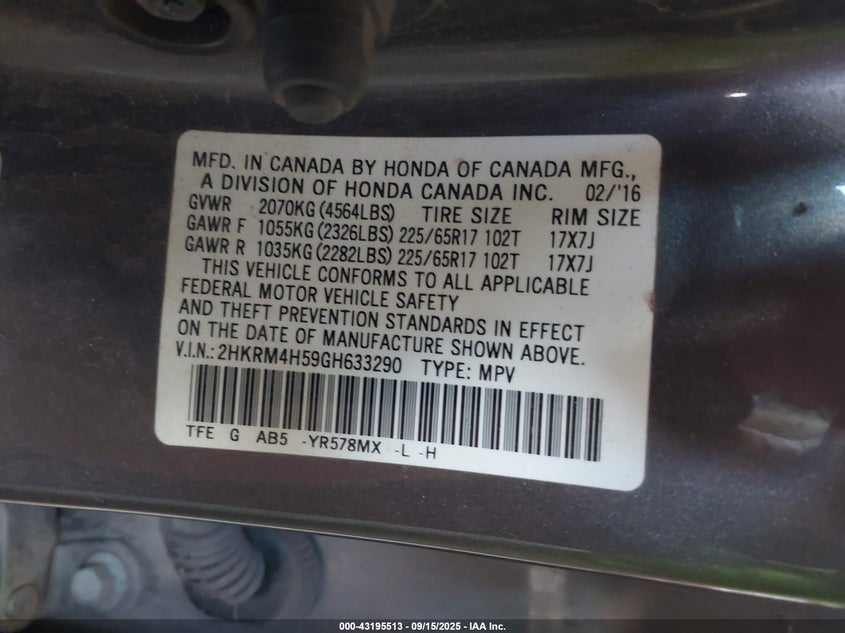 MFD. IN CANADA BY HONDA OF CANADA MFG.,
A DIVISION OF HONDA CANADA INC. 02/'16
GVWR 2070KG (4564LBS) TIRE SIZE RIM SIZE
GAWR F 1055KG (2326LBS) 225/65R17 102T 17X7J
GAWR R 1035KG (2282LBS) 225/65R17 102T 17X7J
THIS VEHICLE CONFORMS TO ALL APPLICABLE
FEDERAL MOTOR VEHICLE SAFETY
AND THEFT PREVENTION STANDARDS IN EFFECT
ON THE DATE OF MANUFACTURE SHOWN ABOVE.
V.I.N.: 2HKRM4H59GH633290 TYPE: MPV
TFE G AB5 -YR578MX -L -H
000-43195513 - 09/15/2025 - IAA Inc.